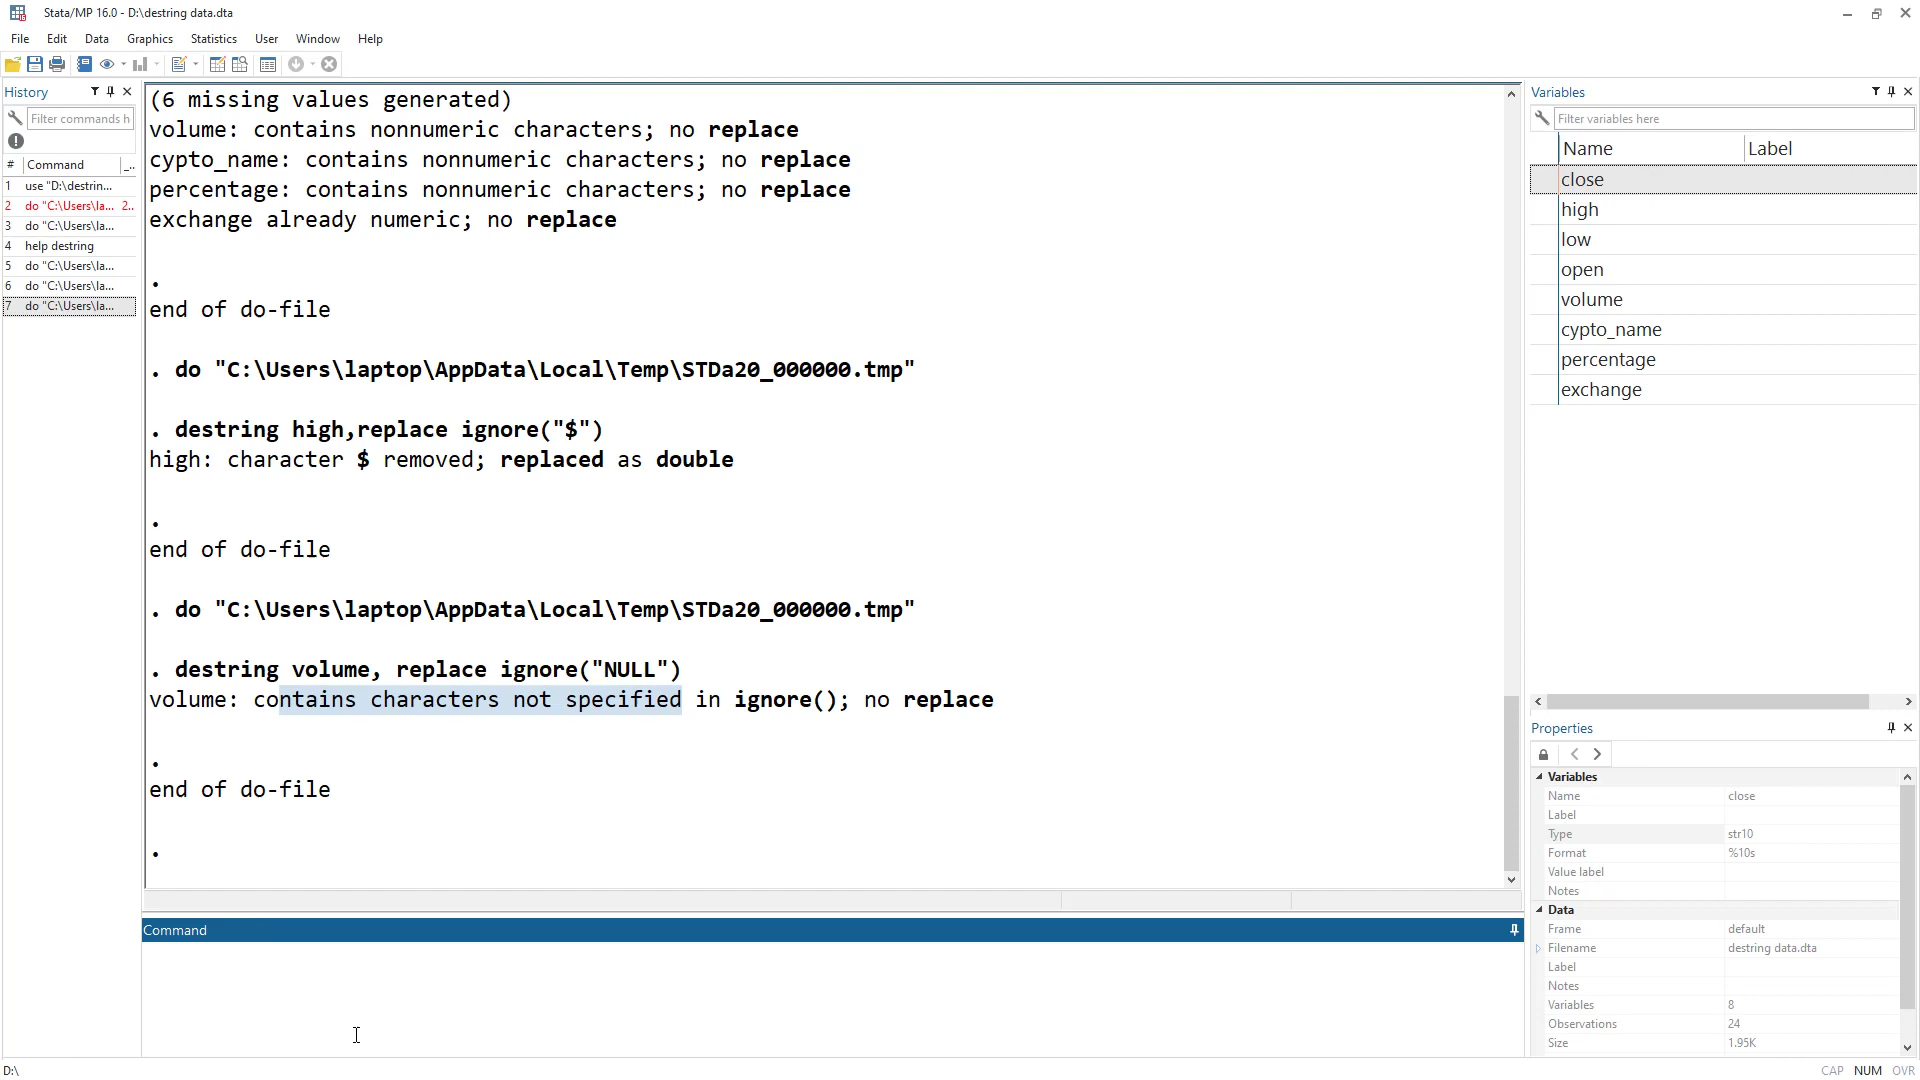 Stata/MP 16.0 - D:\destring data.dta
File Edit Data Graphics Statistics User Window Help
History
Filter commands h
# Command _..
1 use "D:\destrin...
2 do "C:\Users\la... 2..
3 do "C:\Users\la...
4 help destring
5 do "C:\Users\la...
6 do "C:\Users\la...
7 do "C:\Users\la...
(6 missing values generated)
volume: contains nonnumeric characters; no replace
cypto_name: contains nonnumeric characters; no replace
percentage: contains nonnumeric characters; no replace
exchange already numeric; no replace
.
end of do-file
. do "C:\Users\laptop\AppData\Local\Temp\STDa20_000000.tmp"
. destring high,replace ignore("$")
high: character $ removed; replaced as double
.
end of do-file
. do "C:\Users\laptop\AppData\Local\Temp\STDa20_000000.tmp"
. destring volume, replace ignore("NULL")
volume: contains characters not specified in ignore(); no replace
.
end of do-file
.
Command
Variables
Filter variables here
Name Label
close
high
low
open
volume
cypto_name
percentage
exchange
Properties
Variables
Name close
Label
Type str10
Format %10s
Value label
Notes
Data
Frame default
Filename destring data.dta
Label
Notes
Variables 8
Observations 24
Size 1.95K
D:\
CAP NUM OVR